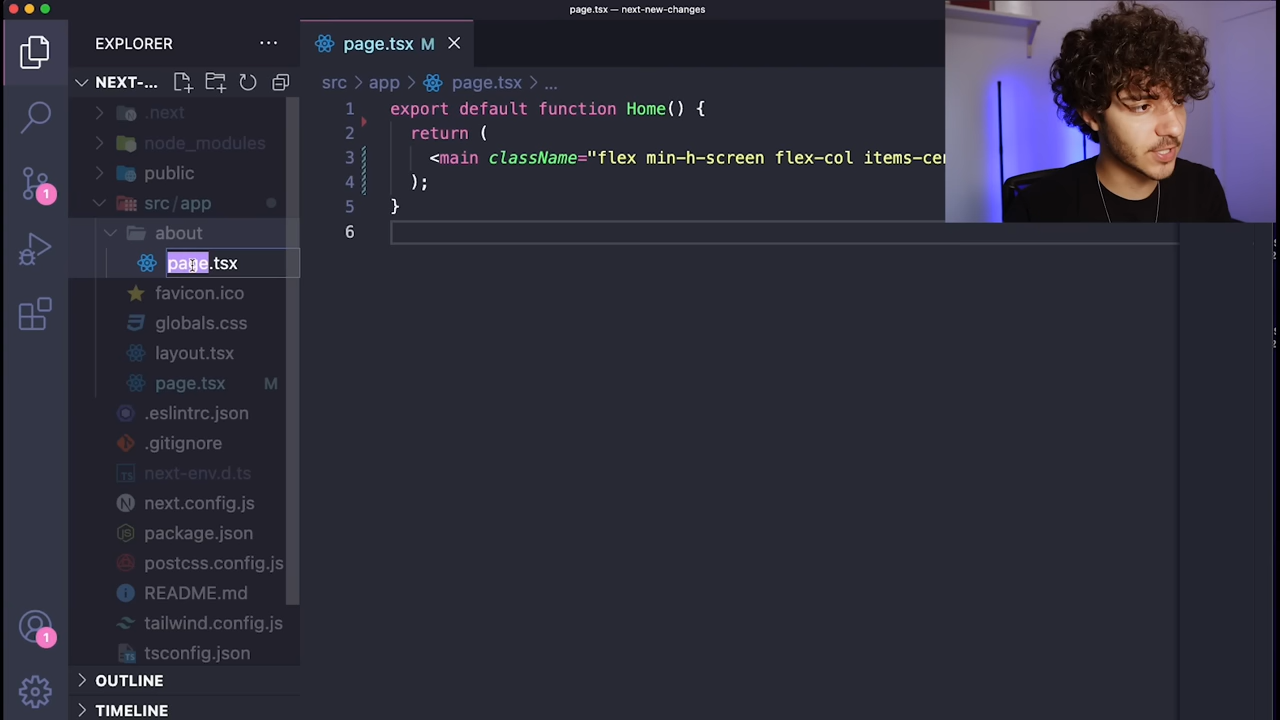 page.tsx — next-new-changes
EXPLORER
page.tsx M
NEXT-...
src > app > page.tsx > ...
.next
node_modules
public
src/app
about
page.tsx
favicon.ico
globals.css
layout.tsx
page.tsx M
.eslintrc.json
.gitignore
next-env.d.ts
next.config.js
package.json
postcss.config.js
README.md
tailwind.config.js
tsconfig.json
OUTLINE
TIMELINE
1
1
1 export default function Home() {
2 return (
3 <main className="flex min-h-screen flex-col items-cen
4 );
5 }
6